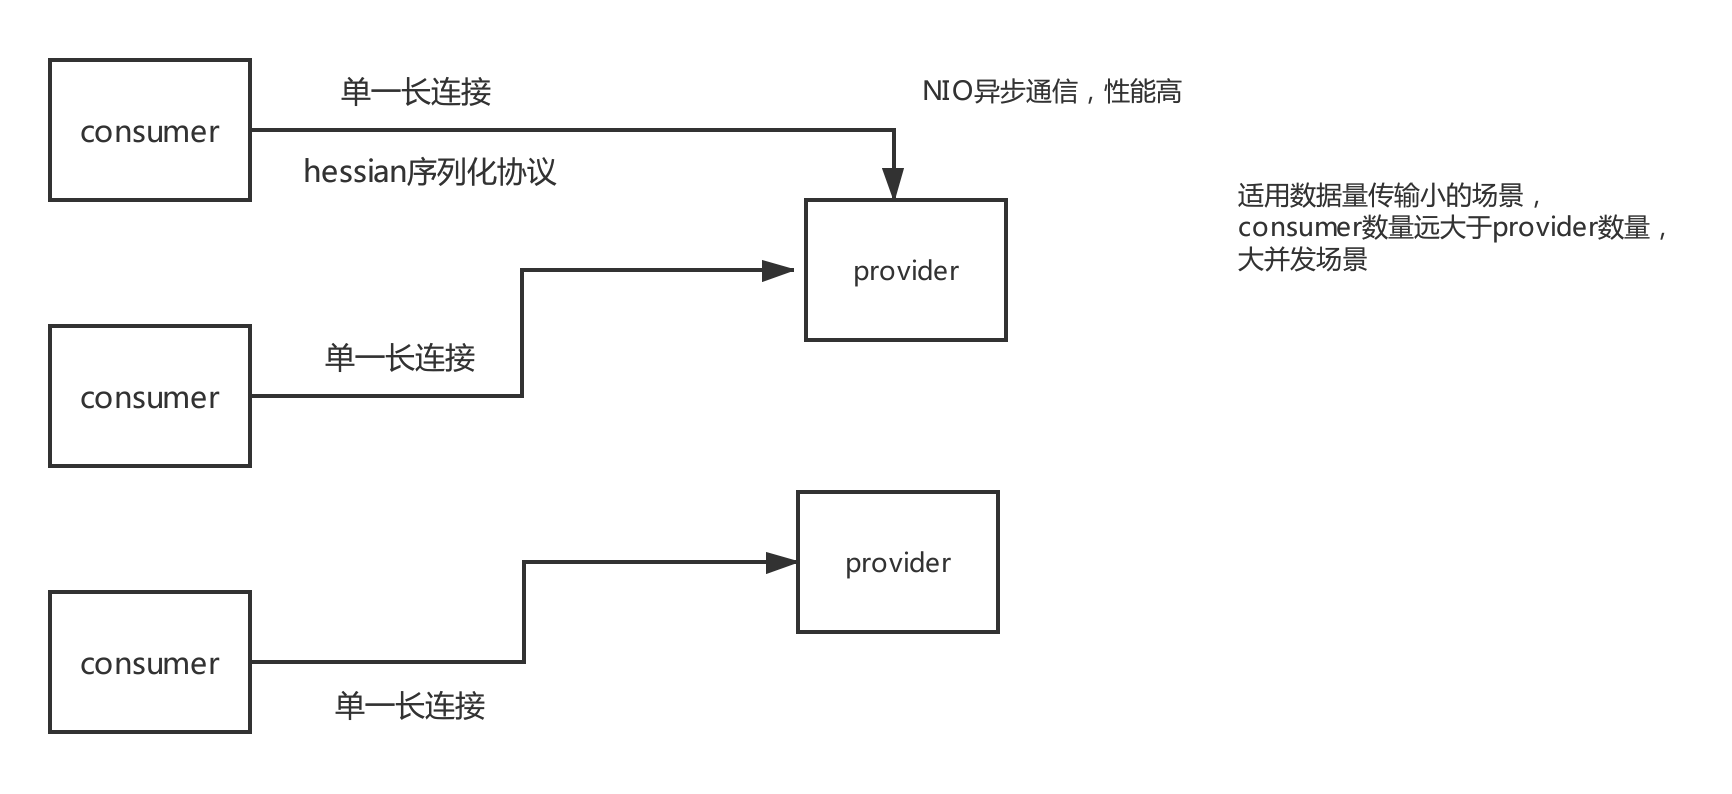 单一长连接
NIO异步通信，性能高
consumer
hessian序列化协议
适用数据量传输小的场景，
consumer数量远大于provider数量，
大并发场景
provider
单一长连接
consumer
provider
consumer
单一长连接